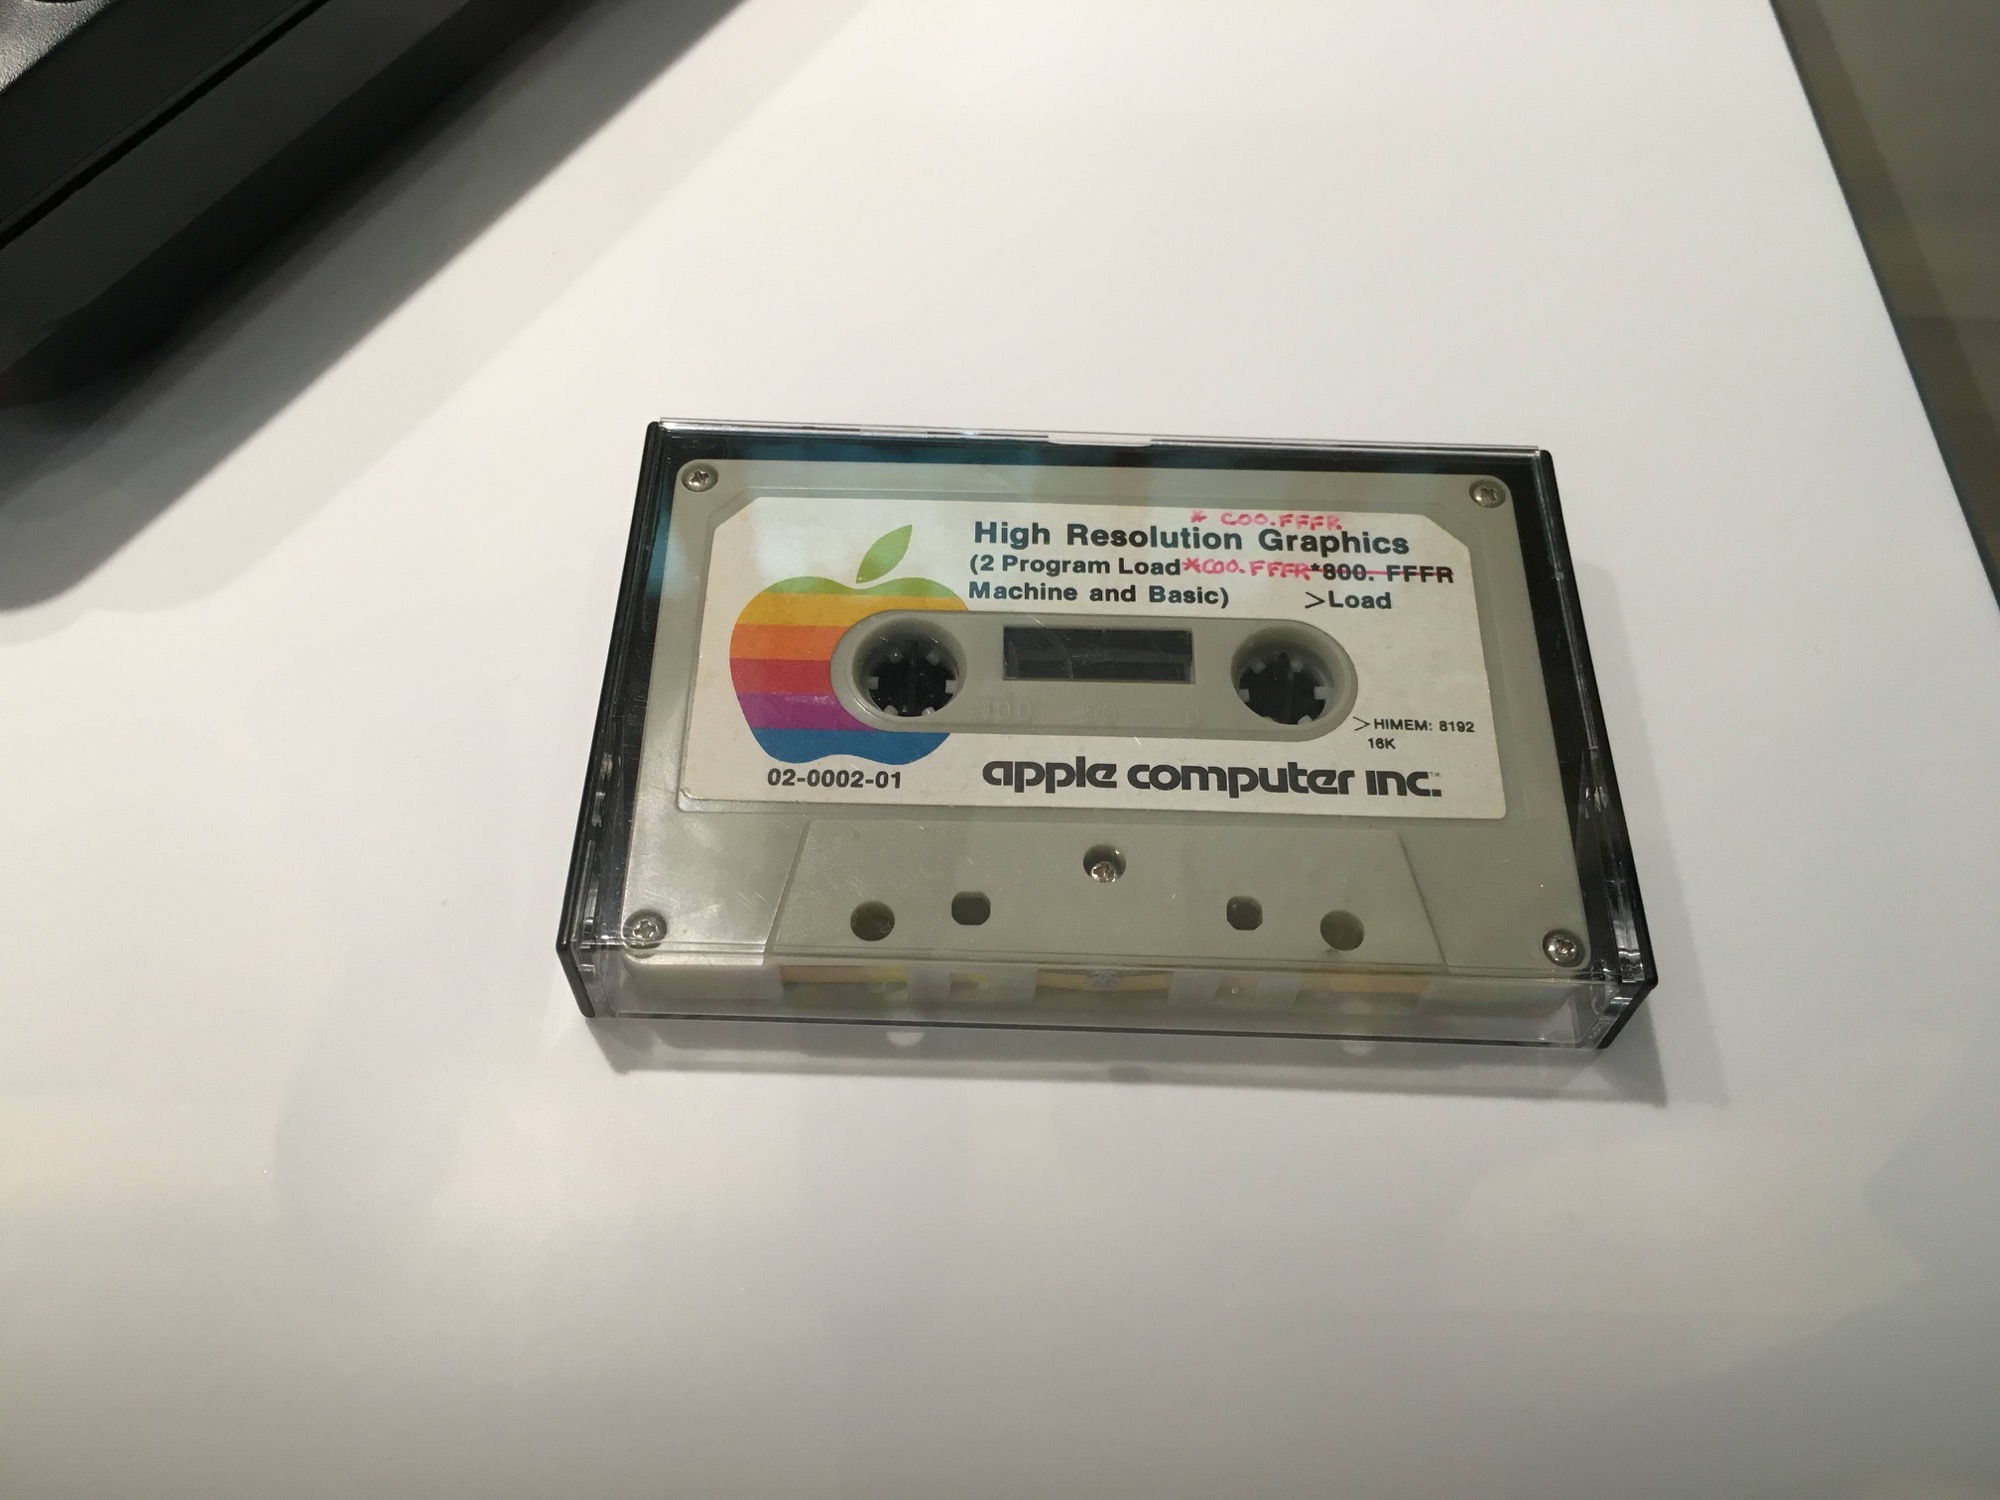 * C00.FFFR
High Resolution Graphics
(2 Program Load *C00.FFFR *800. FFFR
Machine and Basic) >Load
100 50 0
>HIMEM: 8192
16K
02-0002-01
apple computer inc.™